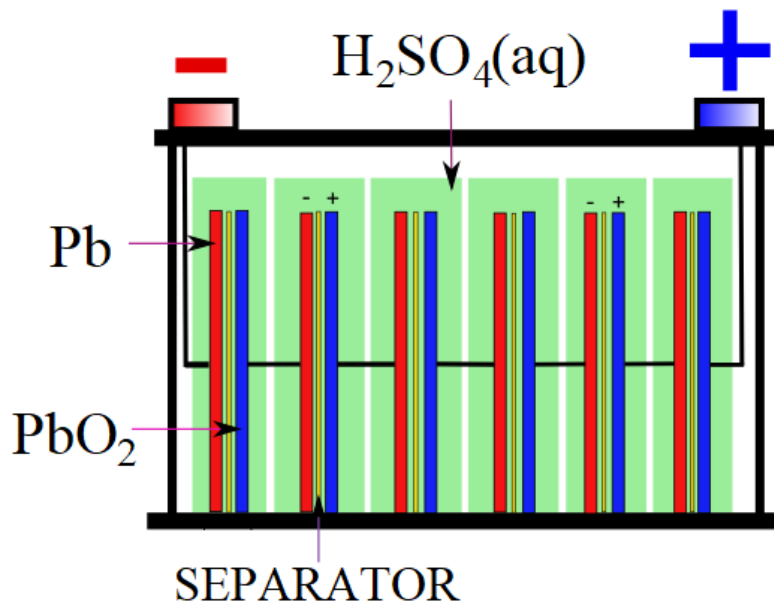 − +
H₂SO₄(aq)
- + - +
Pb
PbO₂
SEPARATOR